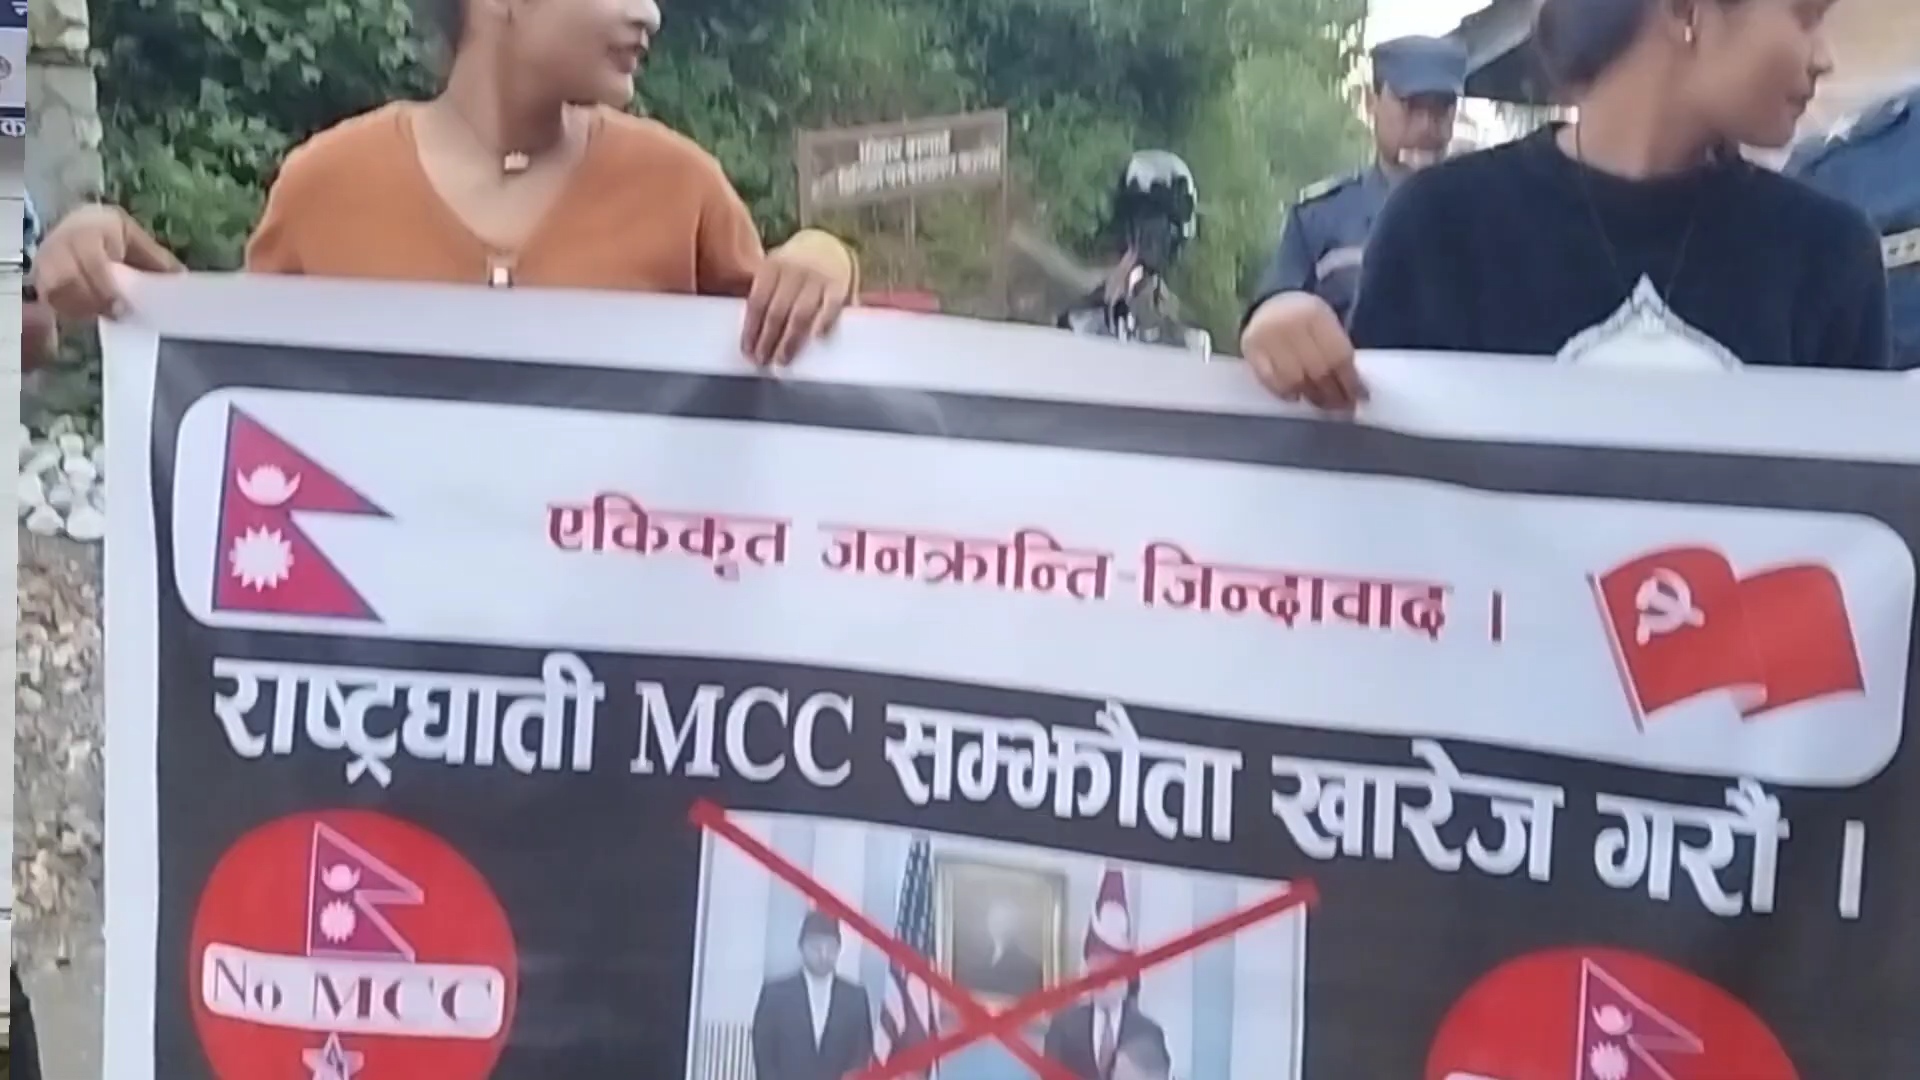 एकिकृत जनक्रान्ति-जिन्दावाद ।
राष्ट्रघाती MCC सम्झौता खारेज गरौं ।
No MCC